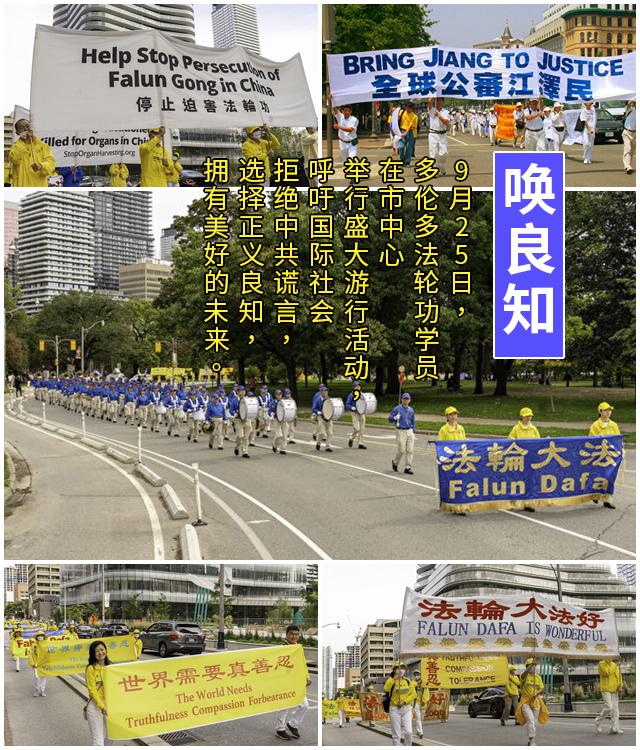 Help Stop Persecution of
Falun Gong in China
停止迫害法輪功
Killed for Organs in China
StopOrganHarvesting.org
BRING JIANG TO JUSTICE
全球公審江澤民
唤良知
9月25日，
多伦多法轮功学员
在市中心
举行盛大游行活动，
呼吁国际社会
拒绝中共谎言，
选择正义良知，
拥有美好的未来。
法輪大法
Falun Dafa
世界需要真善忍
The World Needs
Truthfulness Compassion Forbearance
法輪大法好
FALUN DAFA IS WONDERFUL
TRUTHFULNESS
COMPASSION
TOLERANCE